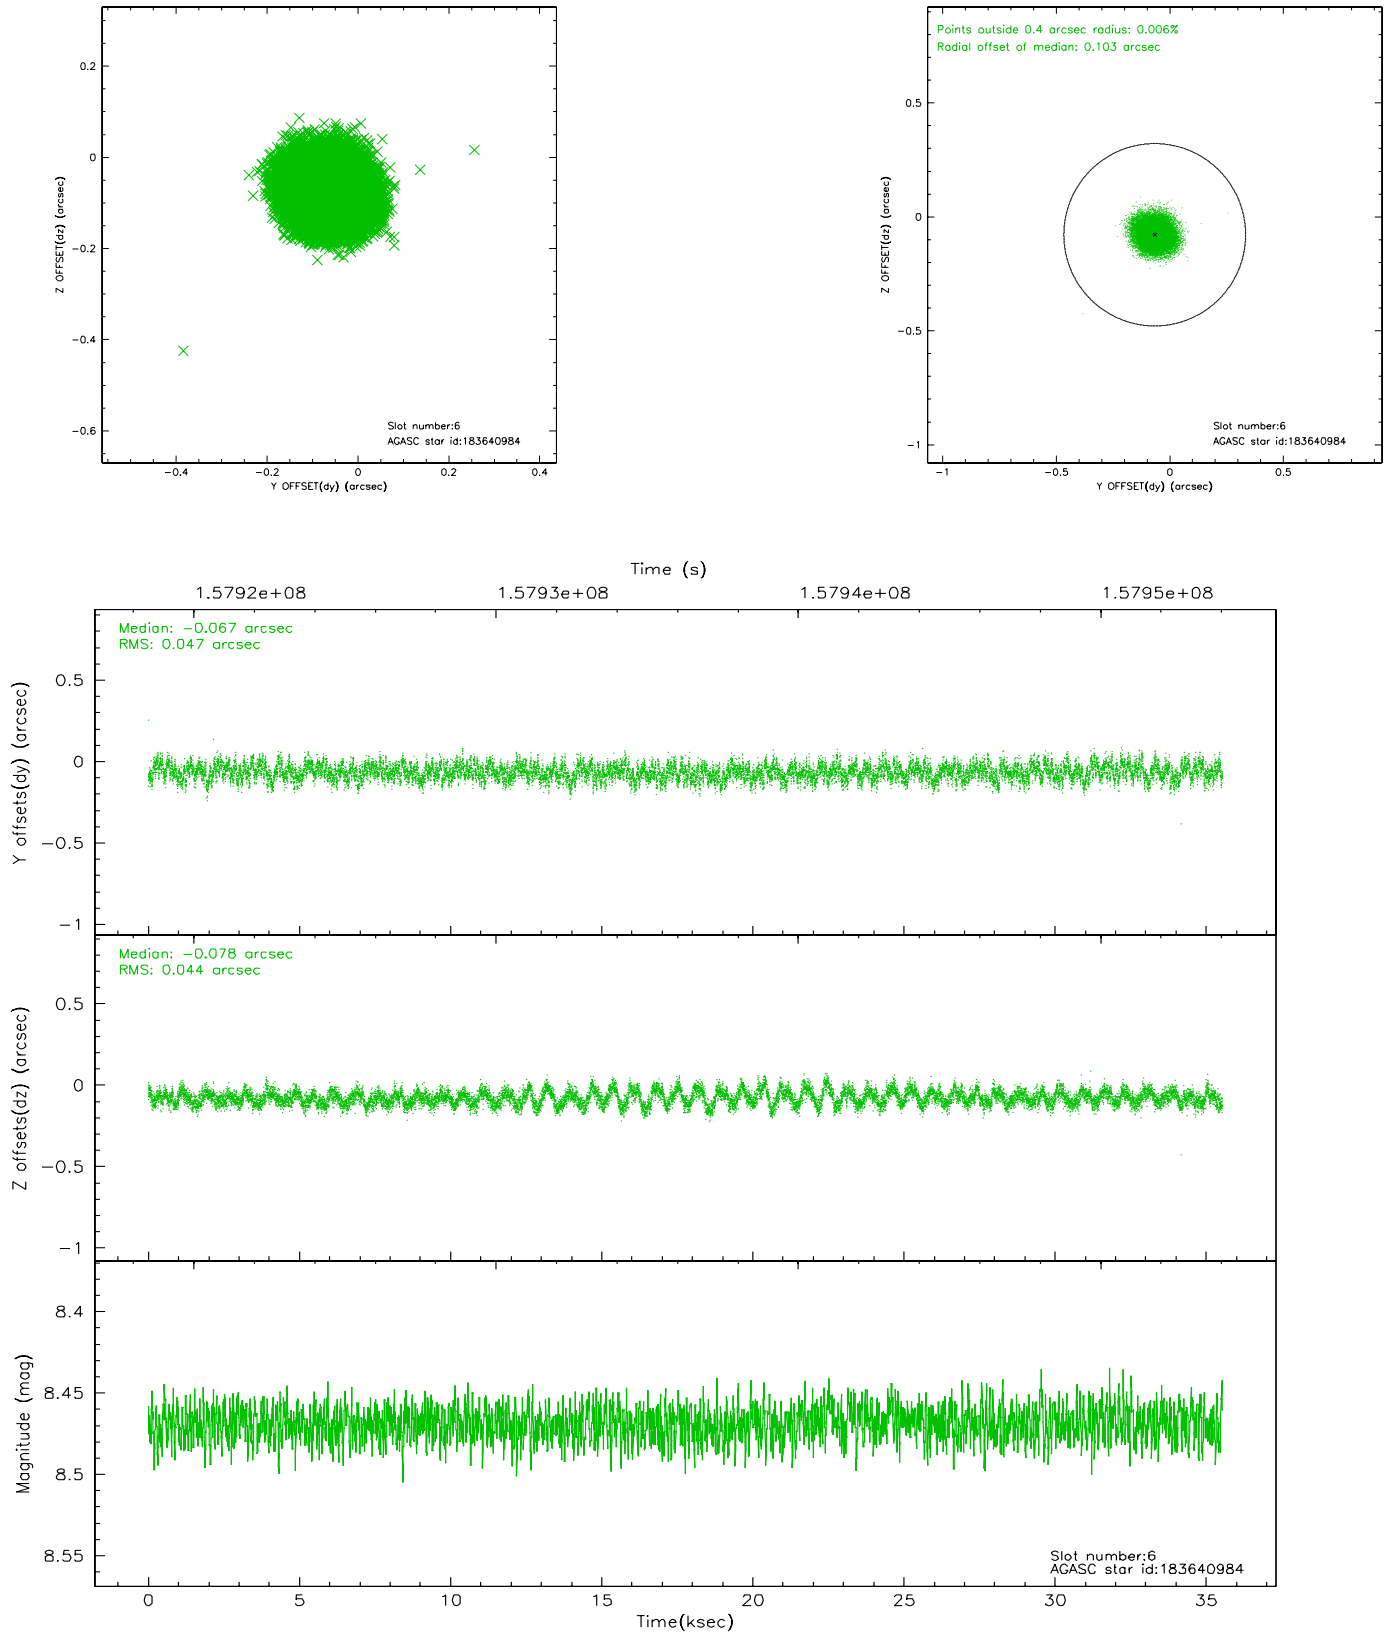 0.2
0
−0.2
−0.4
−0.6
Z OFFSET(dz) (arcsec)
Slot number:6
AGASC star id:183640984
−0.4
−0.2
0
0.2
0.4
Y OFFSET(dy) (arcsec)
Points outside 0.4 arcsec radius: 0.006%
Radial offset of median: 0.103 arcsec
0.5
0
−0.5
−1
Z OFFSET(dz) (arcsec)
Slot number:6
AGASC star id:183640984
−1
−0.5
0
0.5
Y OFFSET(dy) (arcsec)
Time (s)
1.5792e+08
1.5793e+08
1.5794e+08
1.5795e+08
Median: −0.067 arcsec
RMS: 0.047 arcsec
0.5
0
−0.5
−1
Y offsets(dy) (arcsec)
Median: −0.078 arcsec
RMS: 0.044 arcsec
0.5
0
−0.5
−1
Z offsets(dz) (arcsec)
8.4
8.45
8.5
8.55
Magnitude (mag)
Slot number:6
AGASC star id:183640984
0
5
10
15
20
25
30
35
Time(ksec)